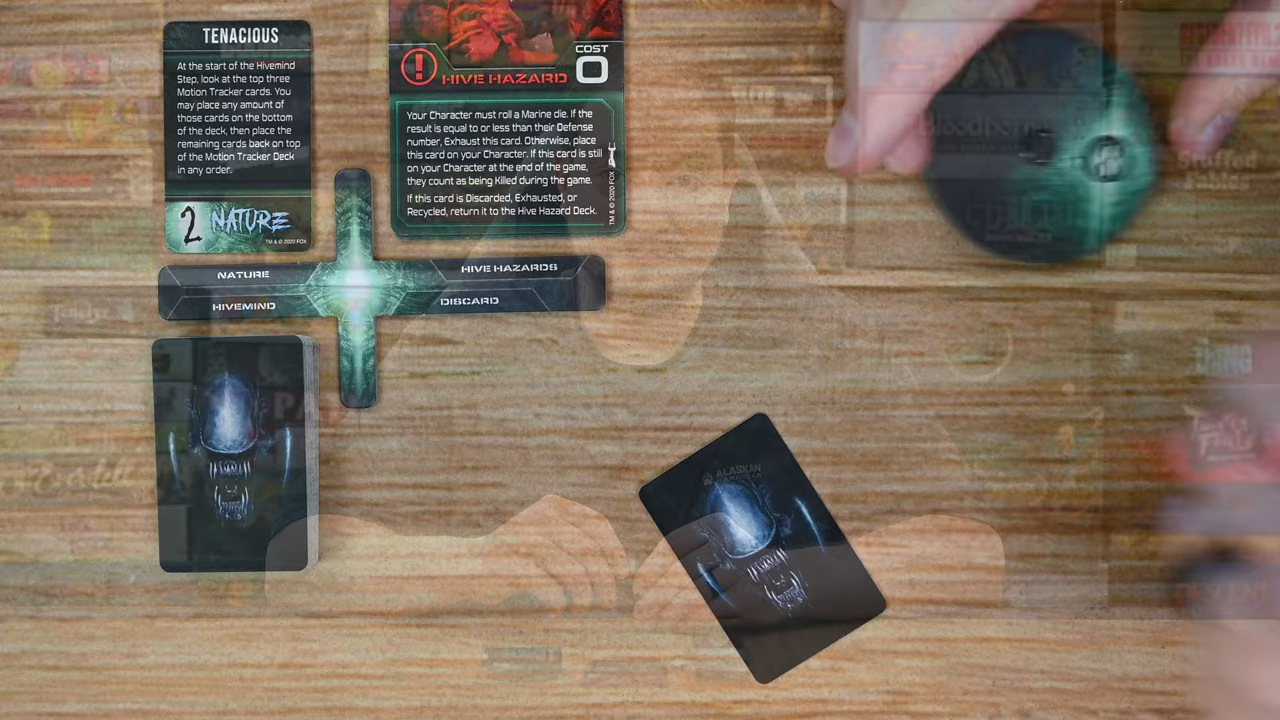 TENACIOUS
At the start of the Hivemind
Step, look at the top three
Motion Tracker cards. You
may place any amount of
those cards on the bottom
of the deck, then place the
remaining cards back on top
of the Motion Tracker Deck
in any order.
2 NATURE
TM & © 2020 FOX
COST
0
HIVE HAZARD
Your Character must roll a Marine die. If the
result is equal to or less than their Defense
number, Exhaust this card. Otherwise, place
this card on your Character. If this card is still
on your Character at the end of the game,
they count as being Killed during the game.
If this card is Discarded, Exhausted, or
Recycled, return it to the Hive Hazard Deck.
TM & © 2020 FOX
NATURE
HIVE HAZARDS
HIVEMIND
DISCARD
Bloodborne
Stuffed
Fables
THING
ALASKAN